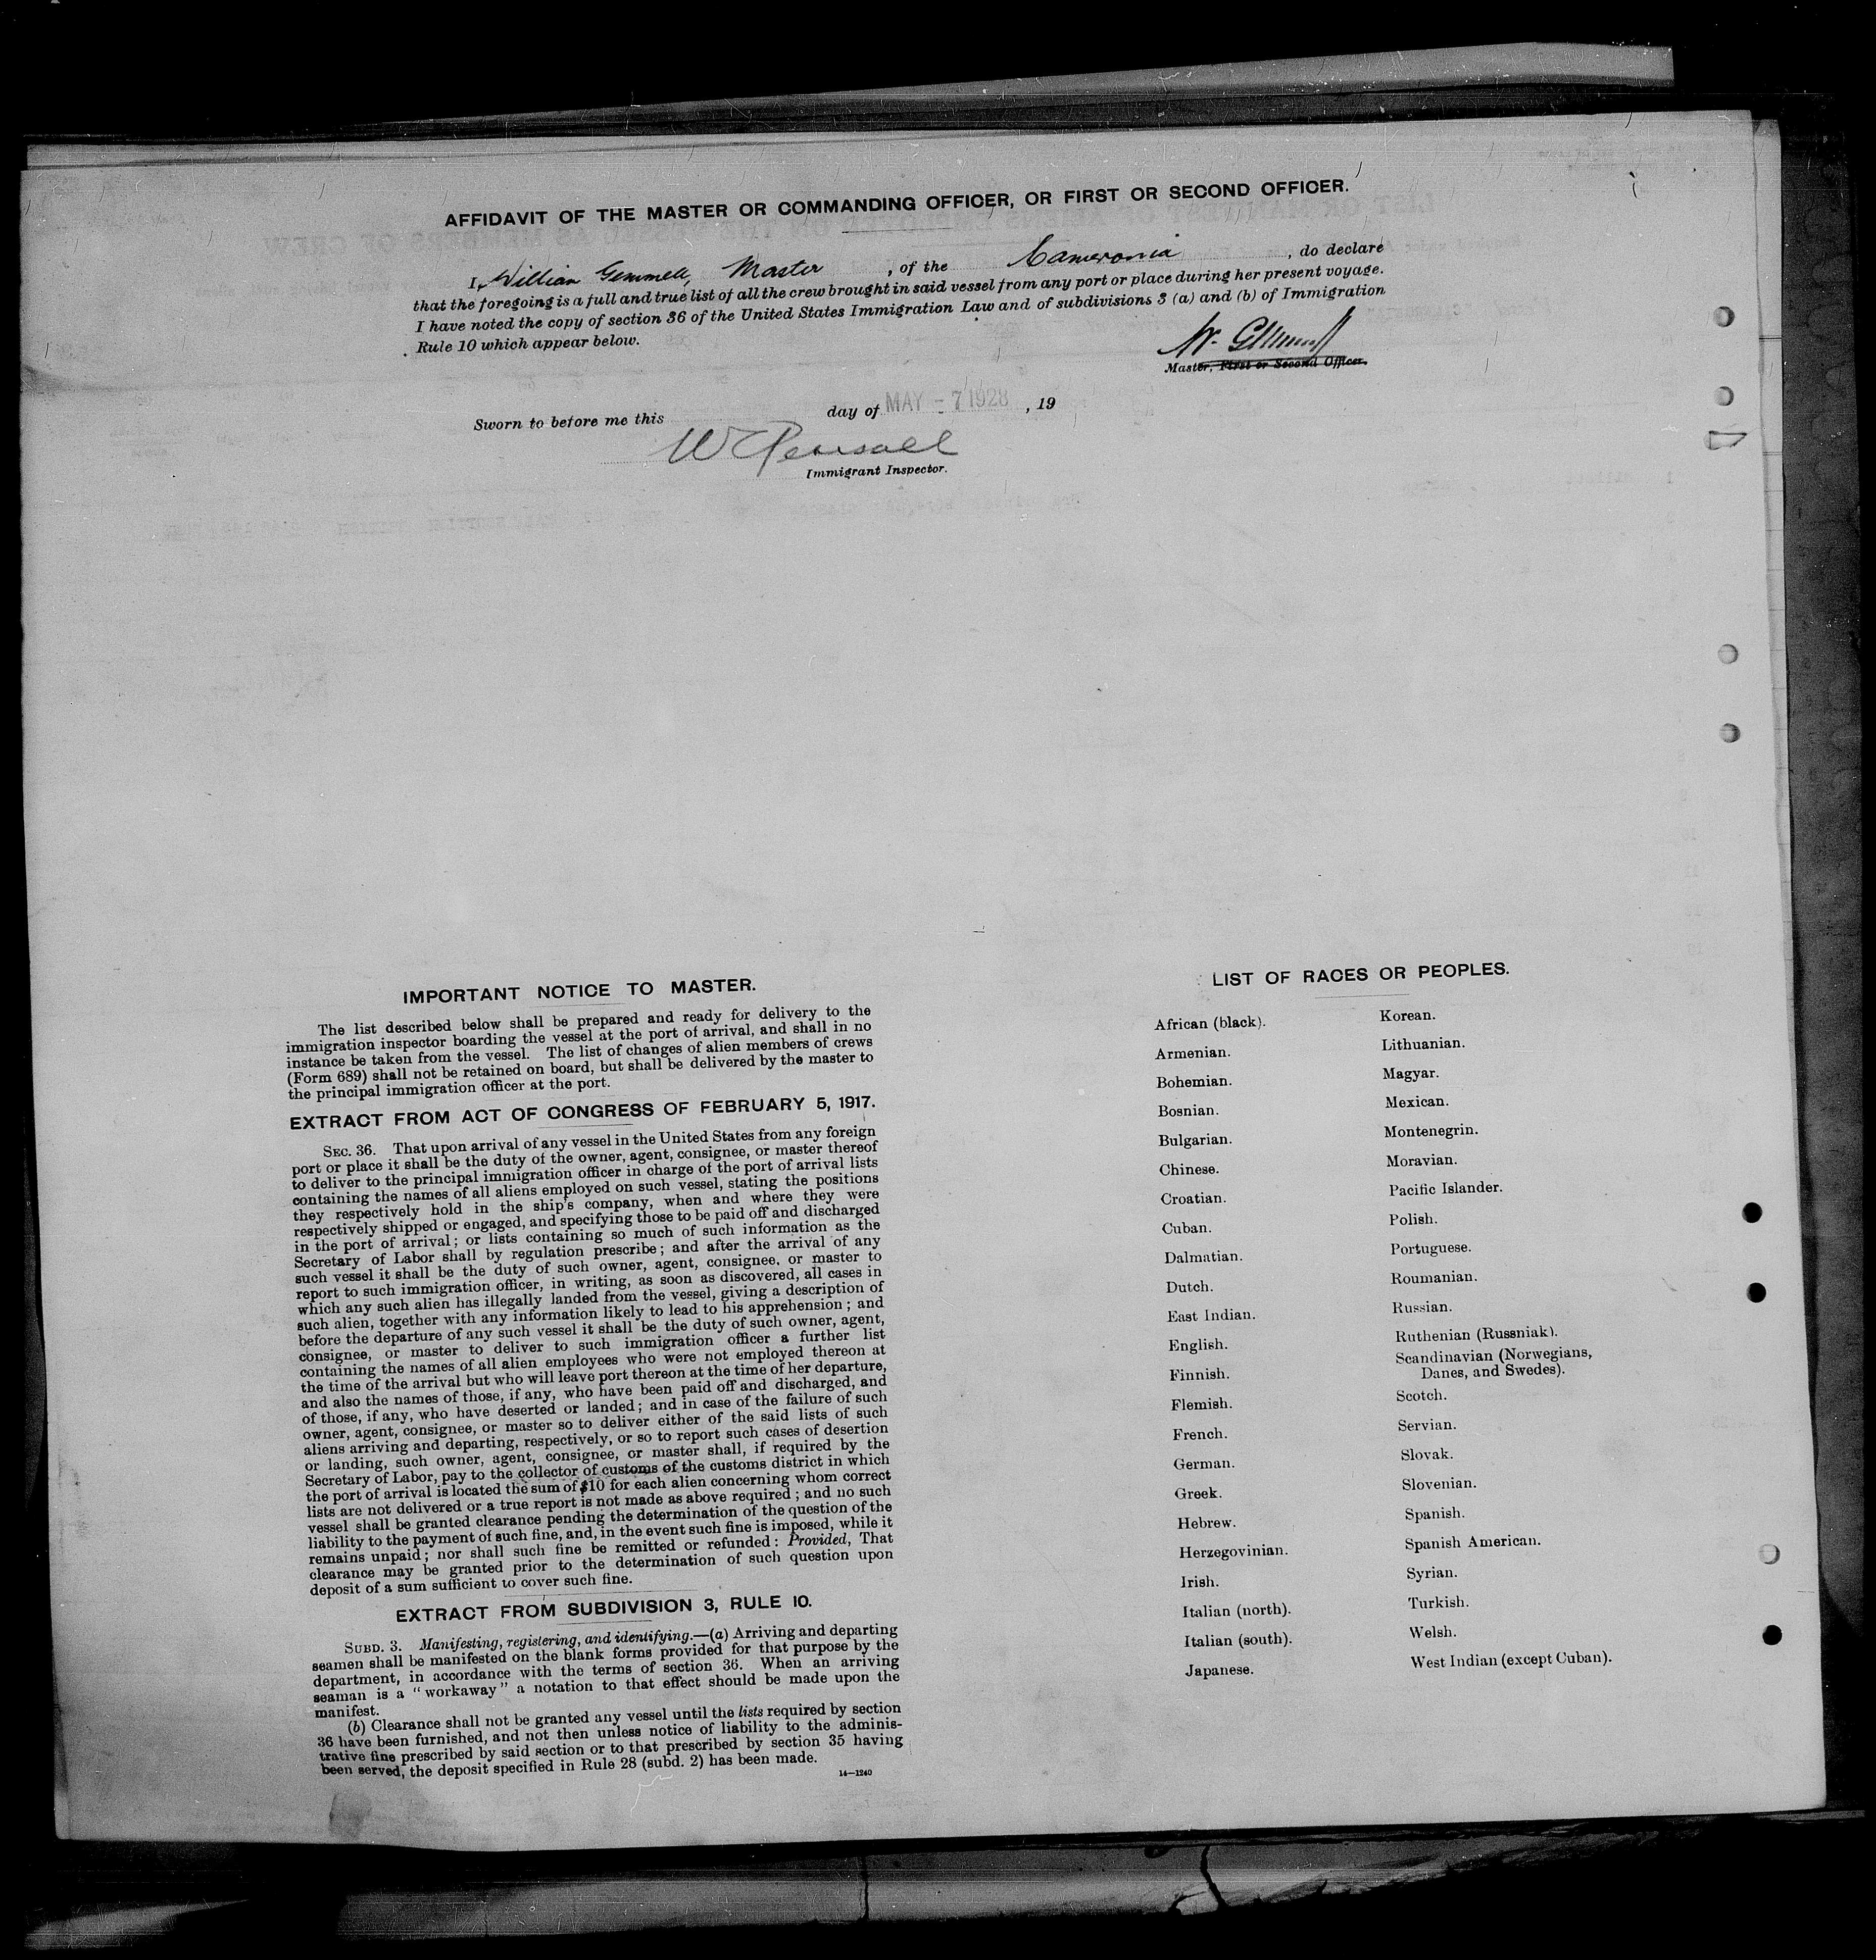 AFFIDAVIT OF THE MASTER OR COMMANDING OFFICER, OR FIRST OR SECOND OFFICER.
I, William Gemmell, Master , of the Cameronia , do declare
that the foregoing is a full and true list of all the crew brought in said vessel from any port or place during her present voyage.
I have noted the copy of section 36 of the United States Immigration Law and of subdivisions 3 (a) and (b) of Immigration
Rule 10 which appear below.
W. Gemmell
Master, First or Second Officer.
Sworn to before me this day of MAY - 7 1928 , 19
W Pearsall
Immigrant Inspector.
IMPORTANT NOTICE TO MASTER.
The list described below shall be prepared and ready for delivery to the
immigration inspector boarding the vessel at the port of arrival, and shall in no
instance be taken from the vessel. The list of changes of alien members of crews
(Form 689) shall not be retained on board, but shall be delivered by the master to
the principal immigration officer at the port.
EXTRACT FROM ACT OF CONGRESS OF FEBRUARY 5, 1917.
SEC. 36. That upon arrival of any vessel in the United States from any foreign
port or place it shall be the duty of the owner, agent, consignee, or master thereof
to deliver to the principal immigration officer in charge of the port of arrival lists
containing the names of all aliens employed on such vessel, stating the positions
they respectively hold in the ship's company, when and where they were
respectively shipped or engaged, and specifying those to be paid off and discharged
in the port of arrival; or lists containing so much of such information as the
Secretary of Labor shall by regulation prescribe; and after the arrival of any
such vessel it shall be the duty of such owner, agent, consignee, or master to
report to such immigration officer, in writing, as soon as discovered, all cases in
which any such alien has illegally landed from the vessel, giving a description of
such alien, together with any information likely to lead to his apprehension; and
before the departure of any such vessel it shall be the duty of such owner, agent,
consignee, or master to deliver to such immigration officer a further list
containing the names of all alien employees who were not employed thereon at
the time of the arrival but who will leave port thereon at the time of her departure,
and also the names of those, if any, who have been paid off and discharged, and
of those, if any, who have deserted or landed; and in case of the failure of such
owner, agent, consignee, or master so to deliver either of the said lists of such
aliens arriving and departing, respectively, or so to report such cases of desertion
or landing, such owner, agent, consignee, or master shall, if required by the
Secretary of Labor, pay to the collector of customs of the customs district in which
the port of arrival is located the sum of $10 for each alien concerning whom correct
lists are not delivered or a true report is not made as above required; and no such
vessel shall be granted clearance pending the determination of the question of the
liability to the payment of such fine, and, in the event such fine is imposed, while it
remains unpaid; nor shall such fine be remitted or refunded: Provided, That
clearance may be granted prior to the determination of such question upon
deposit of a sum sufficient to cover such fine.
EXTRACT FROM SUBDIVISION 3, RULE 10.
SUBD. 3. Manifesting, registering, and identifying.—(a) Arriving and departing
seamen shall be manifested on the blank forms provided for that purpose by the
department, in accordance with the terms of section 36. When an arriving
seaman is a "workaway" a notation to that effect should be made upon the
manifest.
(b) Clearance shall not be granted any vessel until the lists required by section
36 have been furnished, and not then unless notice of liability to the adminis-
trative fine prescribed by said section or to that prescribed by section 35 having
been served, the deposit specified in Rule 28 (subd. 2) has been made.
14—1240
LIST OF RACES OR PEOPLES.
African (black).
Armenian.
Bohemian.
Bosnian.
Bulgarian.
Chinese.
Croatian.
Cuban.
Dalmatian.
Dutch.
East Indian.
English.
Finnish.
Flemish.
French.
German.
Greek.
Hebrew.
Herzegovinian.
Irish.
Italian (north).
Italian (south).
Japanese.
Korean.
Lithuanian.
Magyar.
Mexican.
Montenegrin.
Moravian.
Pacific Islander.
Polish.
Portuguese.
Roumanian.
Russian.
Ruthenian (Russniak).
Scandinavian (Norwegians,
Danes, and Swedes).
Scotch.
Servian.
Slovak.
Slovenian.
Spanish.
Spanish American.
Syrian.
Turkish.
Welsh.
West Indian (except Cuban).